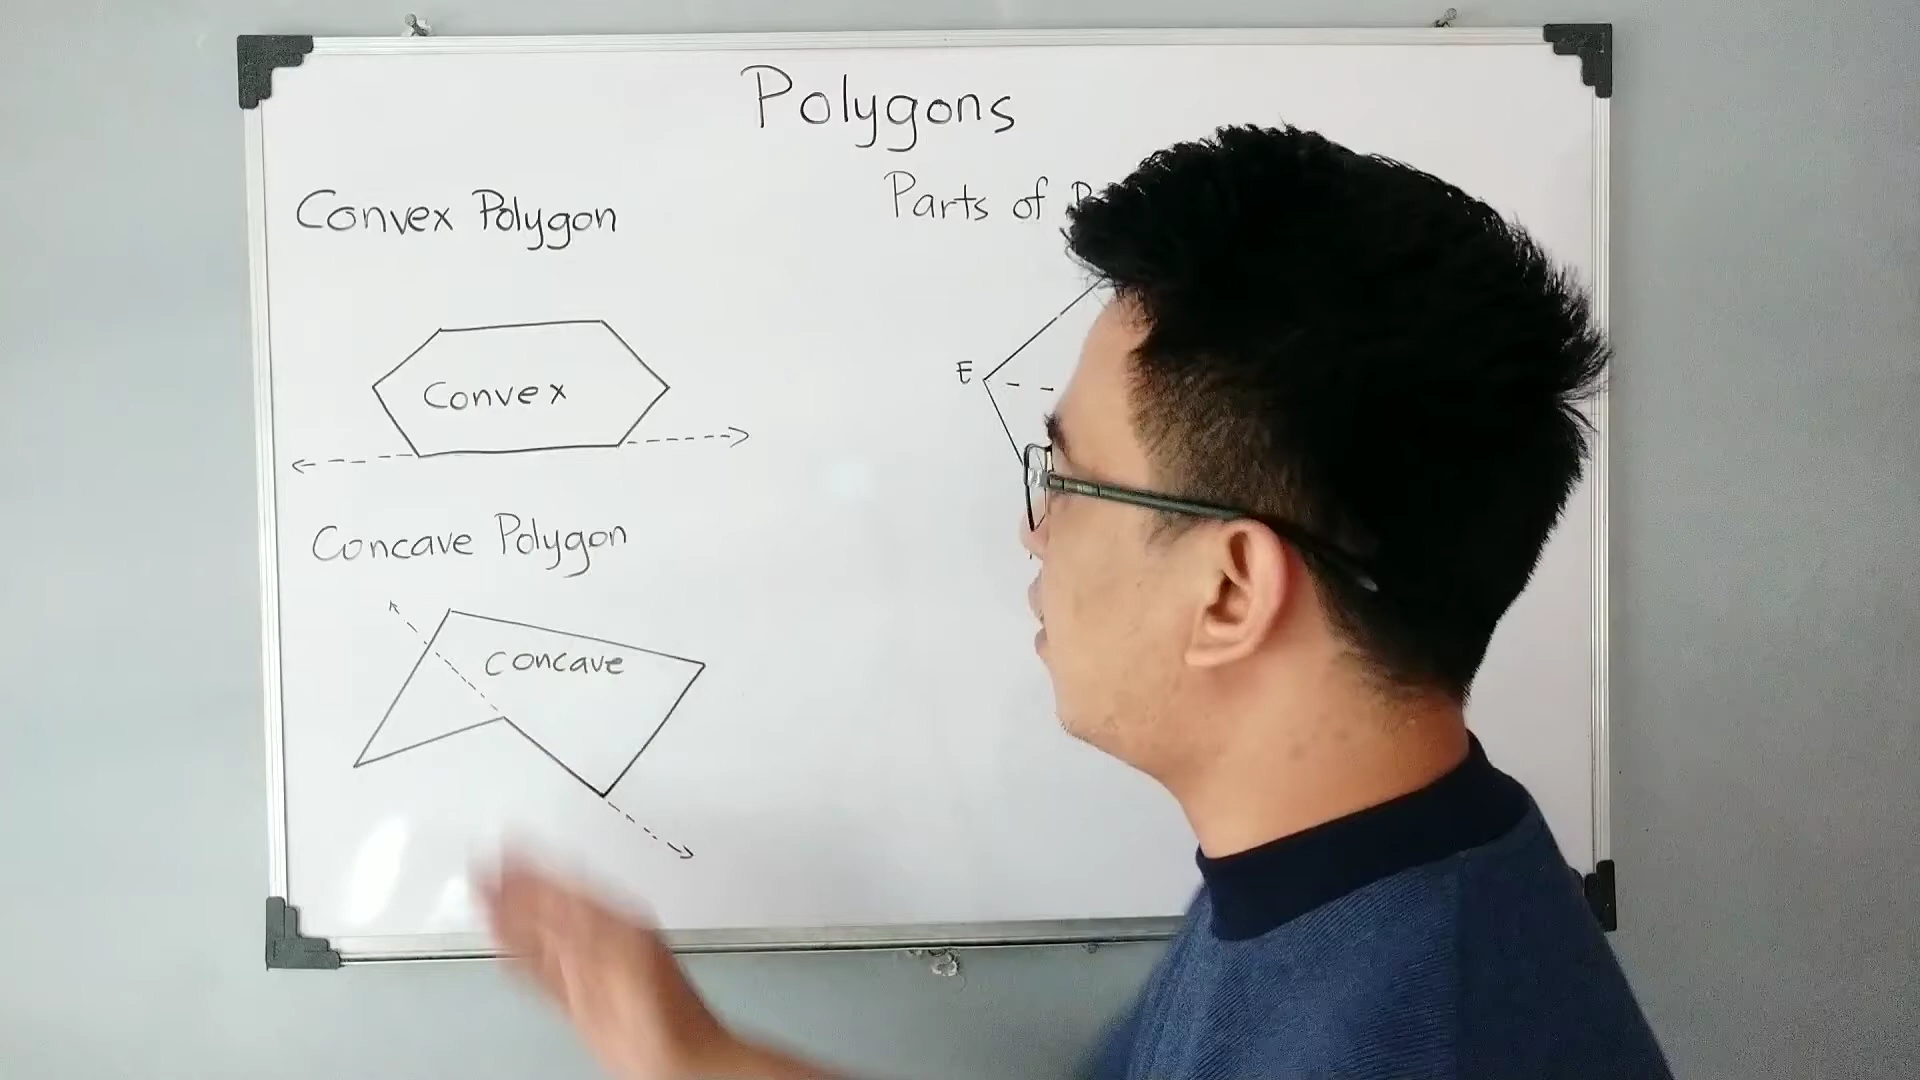 Polygons
Convex Polygon
Convex
Concave Polygon
Concave
Parts of
E